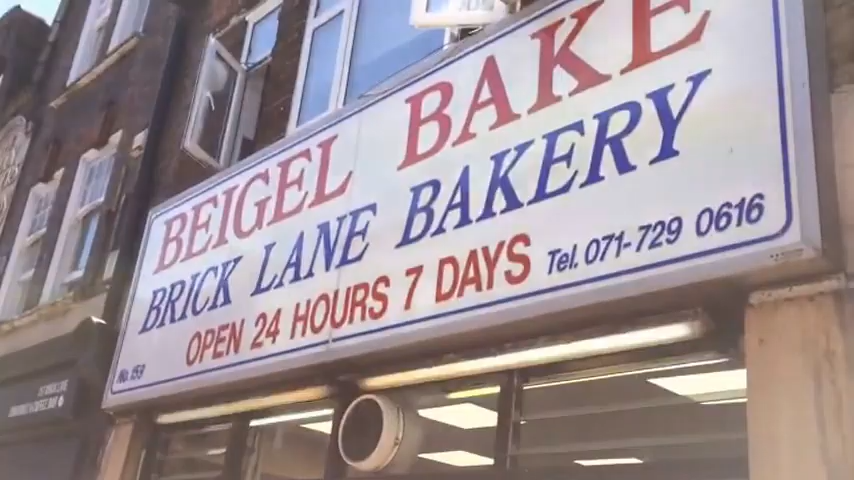 BEIGEL BAKE
BRICK LANE BAKERY
OPEN 24 HOURS 7 DAYS Tel. 071-729 0616
No. 159